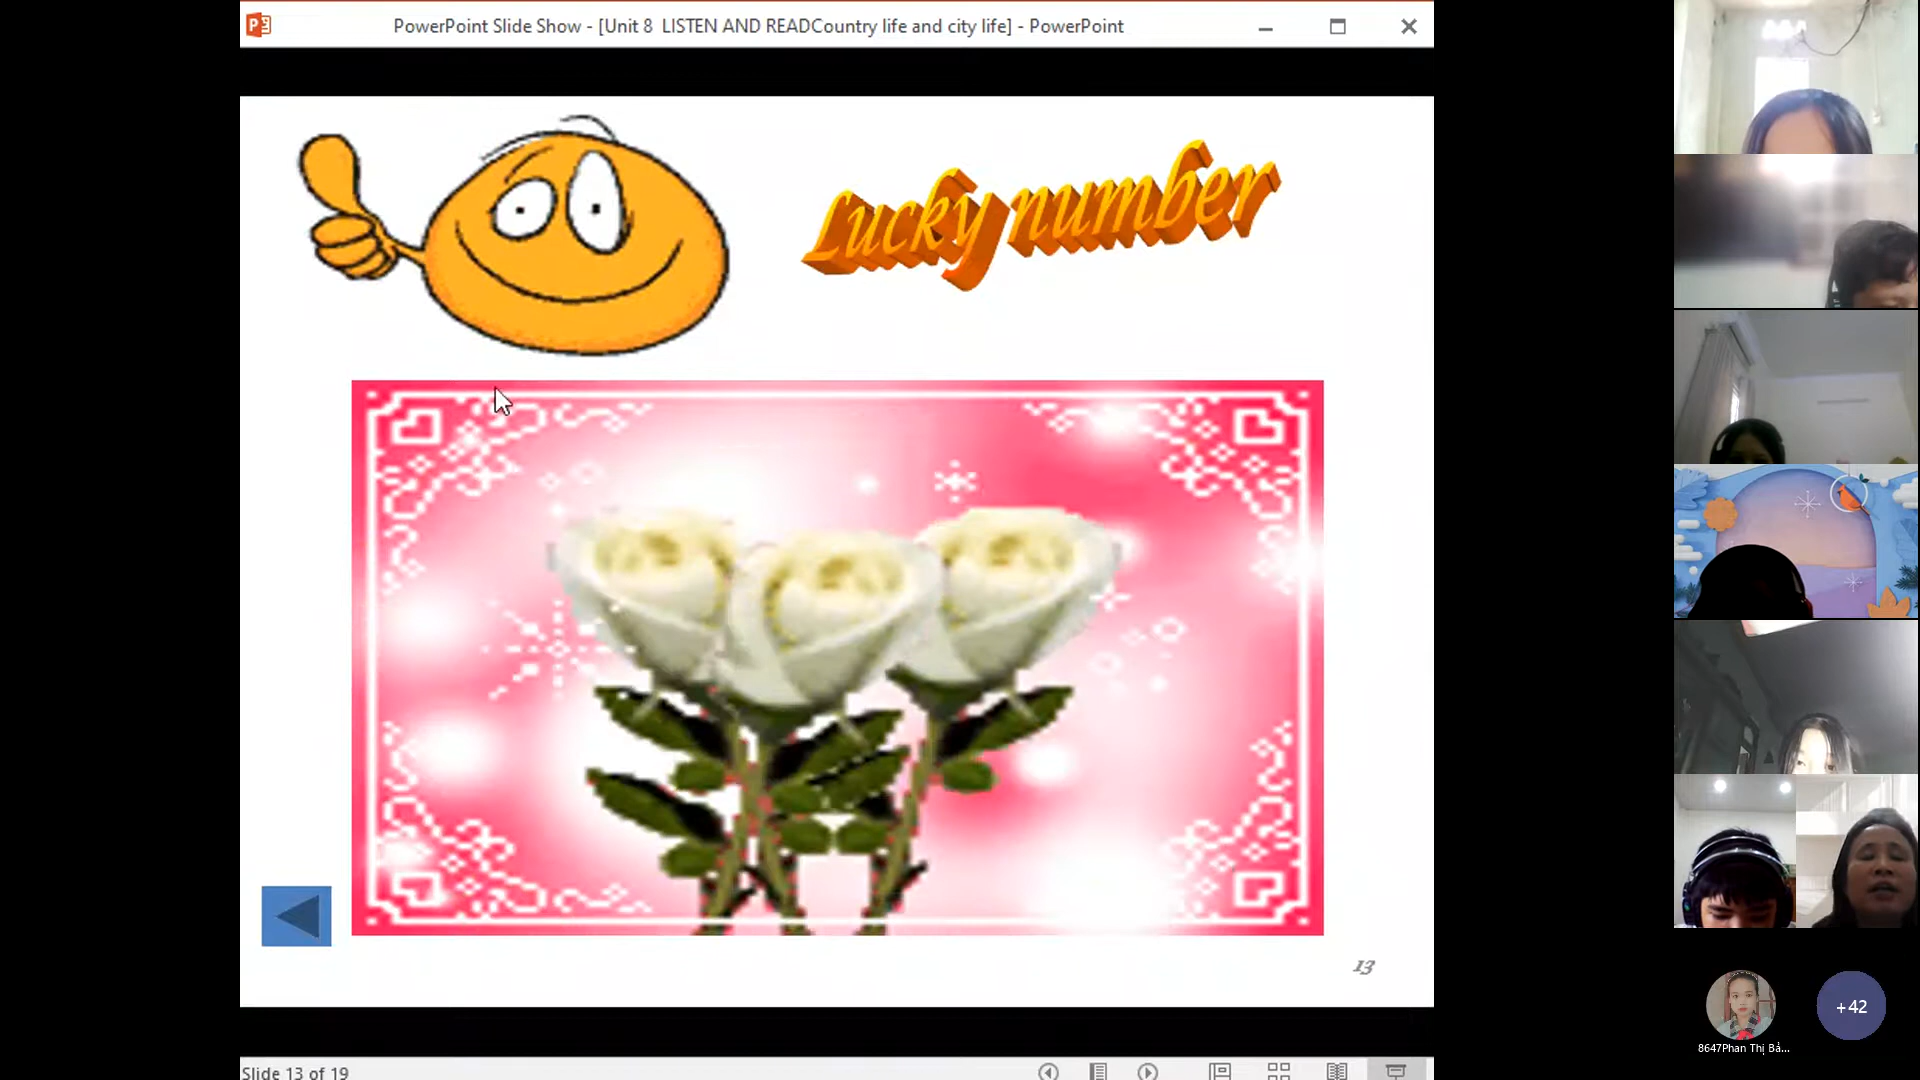 PowerPoint Slide Show - [Unit 8 LISTEN AND READCountry life and city life] - PowerPoint
Lucky number
13
+42
8647Phan Thị Bả...
Slide 13 of 19